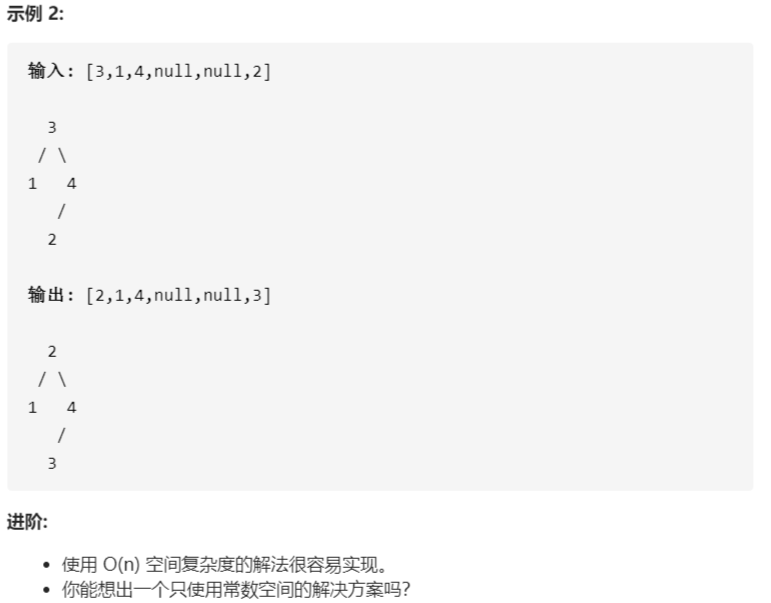 示例 2:
输入: [3,1,4,null,null,2]
3
/ \
1   4
/
2
输出: [2,1,4,null,null,3]
2
/ \
1   4
/
3
进阶:
• 使用 O(n) 空间复杂度的解法很容易实现。
• 你能想出一个只使用常数空间的解决方案吗?